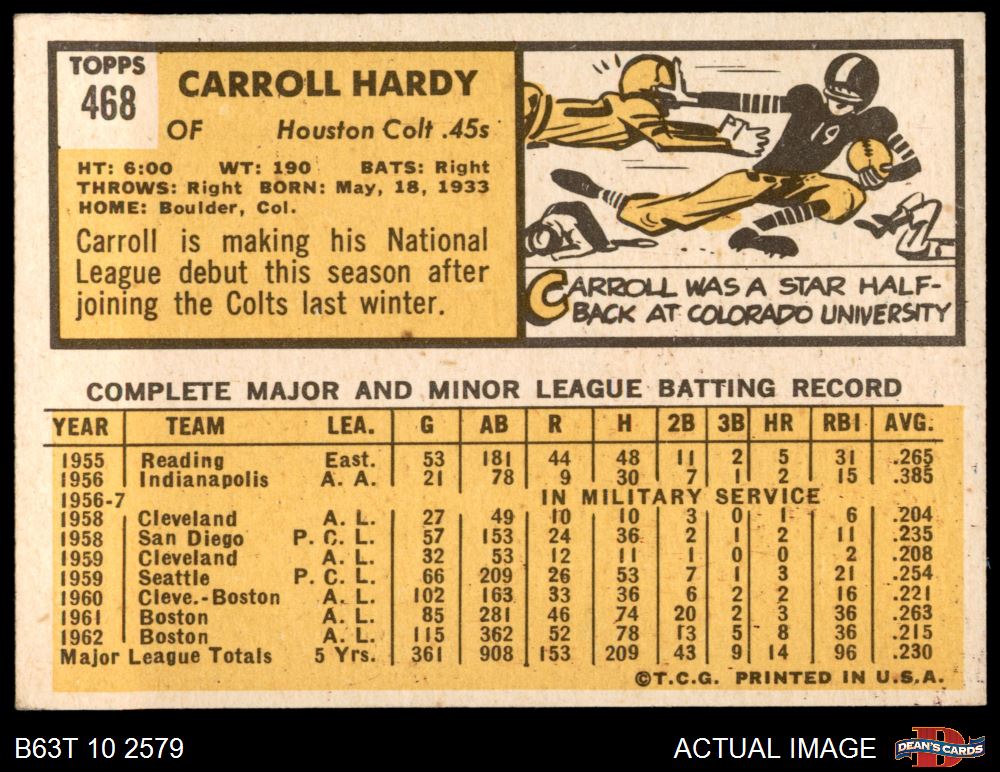 TOPPS
468
CARROLL HARDY
OF Houston Colt .45s
HT: 6:00 WT: 190 BATS: Right
THROWS: Right BORN: May, 18, 1933
HOME: Boulder, Col.
Carroll is making his National
League debut this season after
joining the Colts last winter.
19
CARROLL WAS A STAR HALF-
BACK AT COLORADO UNIVERSITY
COMPLETE MAJOR AND MINOR LEAGUE BATTING RECORD
YEAR TEAM LEA. G AB R H 2B 3B HR RBI AVG.
1955 Reading East. 53 181 44 48 11 2 5 31 .265
1956 Indianapolis A. A. 21 78 9 30 7 1 2 15 .385
1956-7 IN MILITARY SERVICE
1958 Cleveland A. L. 27 49 10 10 3 0 1 6 .204
1958 San Diego P. C. L. 57 153 24 36 2 1 2 11 .235
1959 Cleveland A. L. 32 53 12 11 1 0 0 2 .208
1959 Seattle P. C. L. 66 209 26 53 7 1 3 21 .254
1960 Cleve.-Boston A. L. 102 163 33 36 6 2 2 16 .221
1961 Boston A. L. 85 281 46 74 20 2 3 36 .263
1962 Boston A. L. 115 362 52 78 13 5 8 36 .215
Major League Totals 5 Yrs. 361 908 153 209 43 9 14 96 .230
©T.C.G. PRINTED IN U.S.A.
B63T 10 2579
ACTUAL IMAGE
DEAN'S CARDS